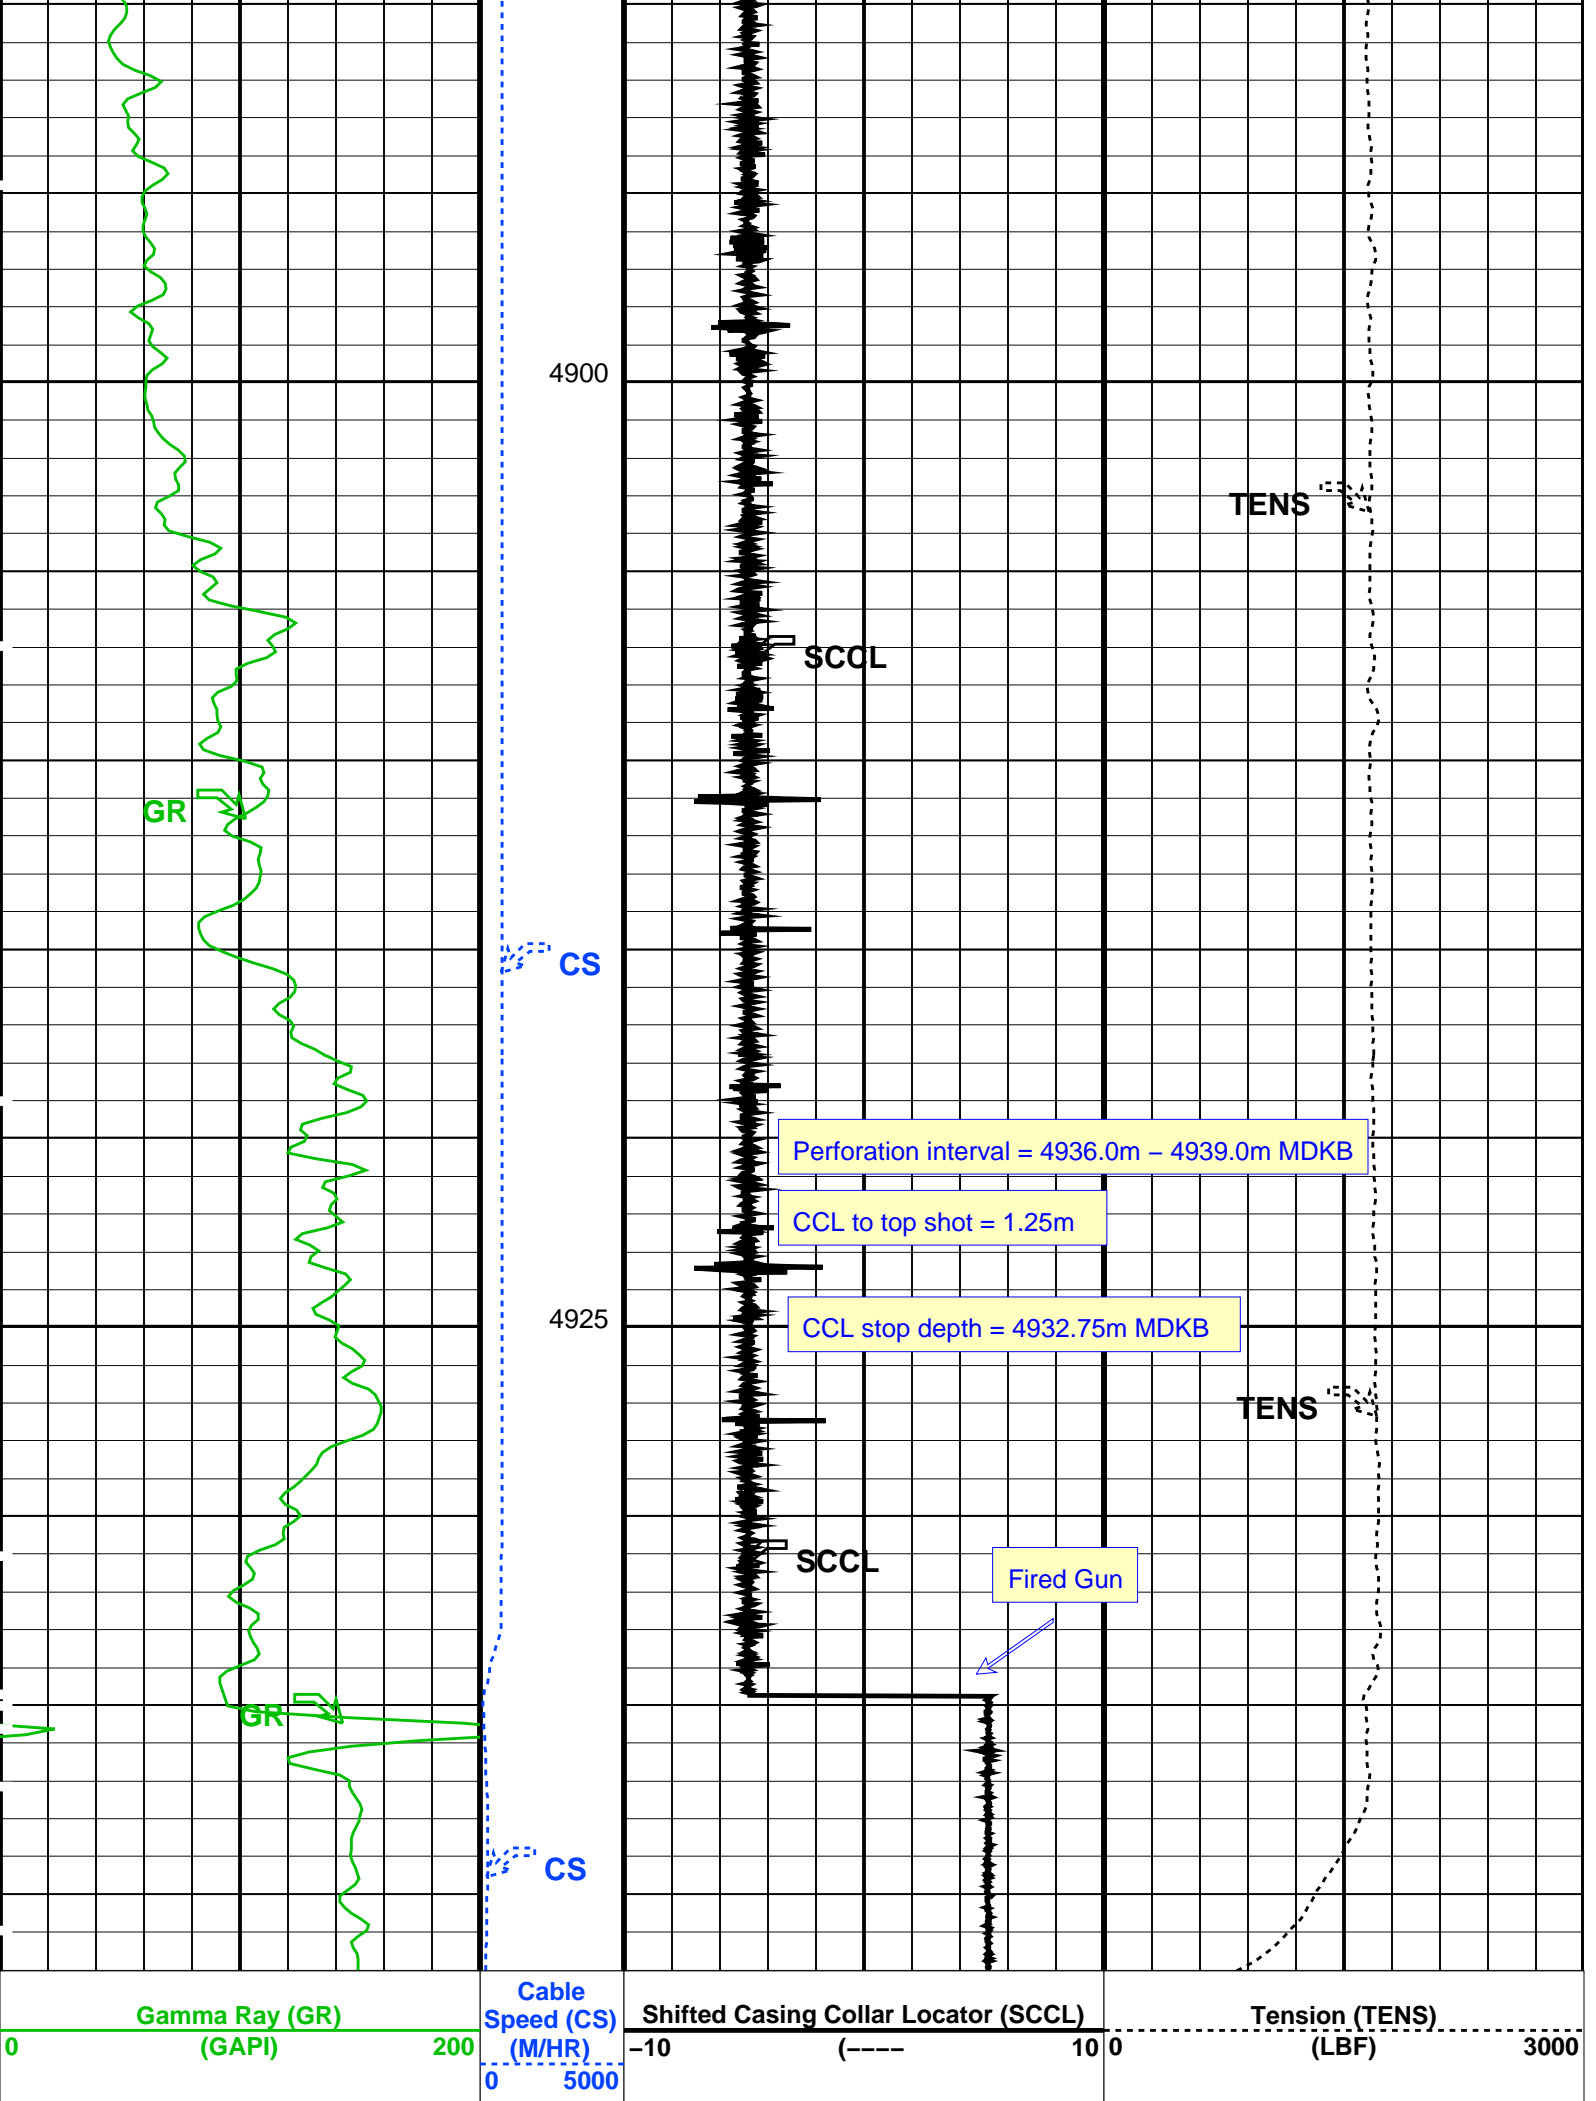 4900
TENS
SCCL
GR
CS
Perforation interval = 4936.0m – 4939.0m MDKB
CCL to top shot = 1.25m
4925
CCL stop depth = 4932.75m MDKB
TENS
SCCL
Fired Gun
GR
CS
Gamma Ray (GR)
(GAPI)
0 200
Cable
Speed (CS)
(M/HR)
0 5000
Shifted Casing Collar Locator (SCCL)
–10 (–––– 10
Tension (TENS)
(LBF)
0 3000